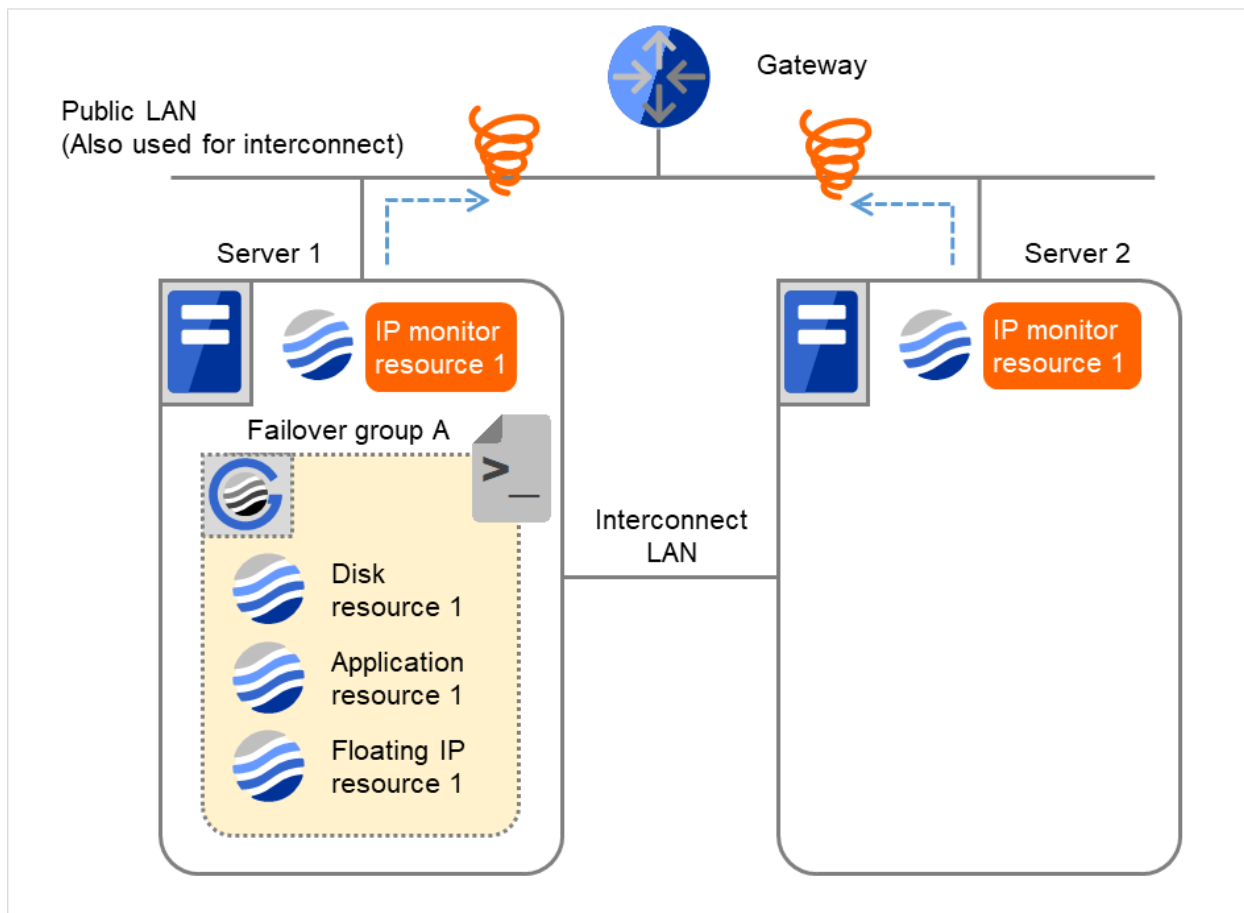 Gateway
Public LAN
(Also used for interconnect)
Server 1
Server 2
IP monitor
resource 1
IP monitor
resource 1
Failover group A
>_
Interconnect
LAN
Disk
resource 1
Application
resource 1
Floating IP
resource 1